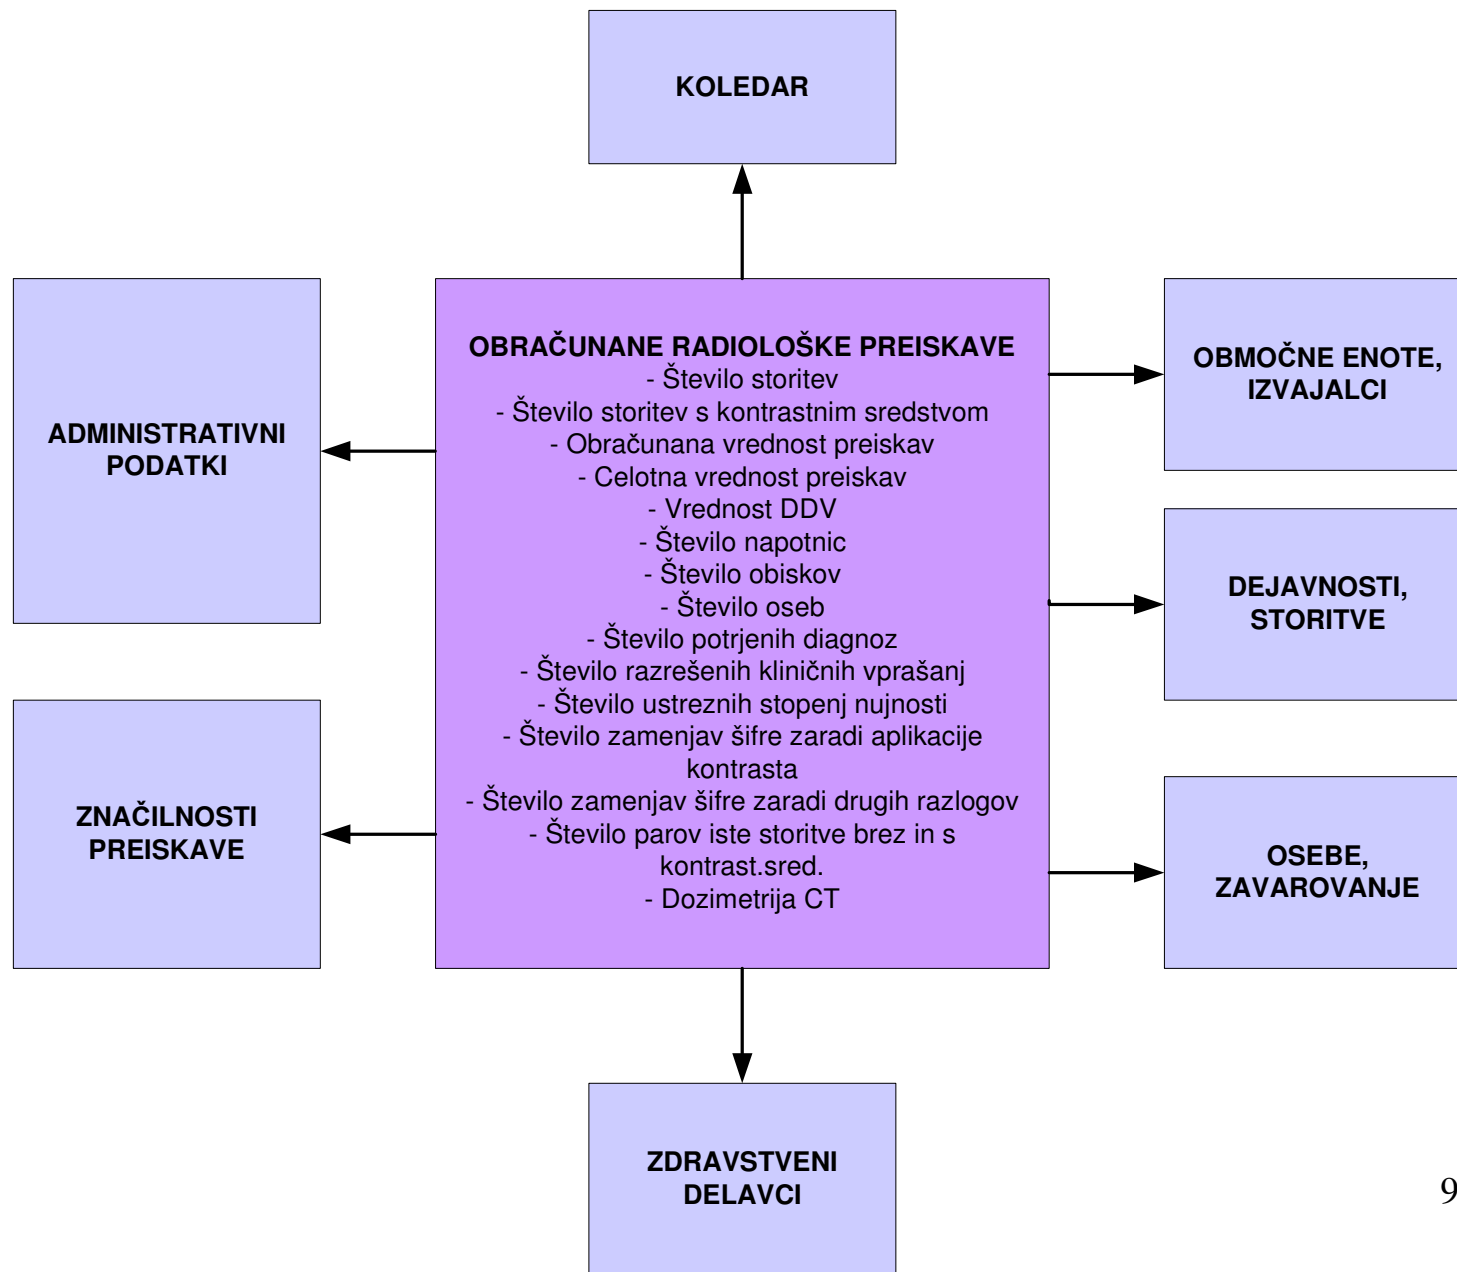 KOLEDAR
ADMINISTRATIVNI
PODATKI
ZNAČILNOSTI
PREISKAVE
OBRAČUNANE RADIOLOŠKE PREISKAVE
- Število storitev
- Število storitev s kontrastnim sredstvom
- Obračunana vrednost preiskav
- Celotna vrednost preiskav
- Vrednost DDV
- Število napotnic
- Število obiskov
- Število oseb
- Število potrjenih diagnoz
- Število razrešenih kliničnih vprašanj
- Število ustreznih stopenj nujnosti
- Število zamenjav šifre zaradi aplikacije
kontrasta
- Število zamenjav šifre zaradi drugih razlogov
- Število parov iste storitve brez in s
kontrast.sred.
- Dozimetrija CT
OBMOČNE ENOTE,
IZVAJALCI
DEJAVNOSTI,
STORITVE
OSEBE,
ZAVAROVANJE
ZDRAVSTVENI
DELAVCI
9